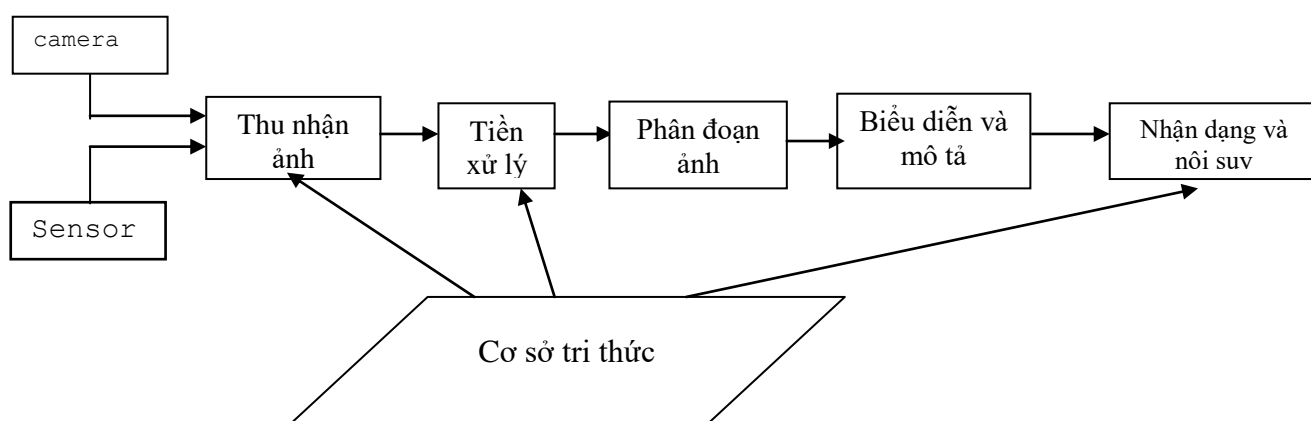 camera
Thu nhận
ảnh
Tiền
xử lý
Phân đoạn
ảnh
Biểu diễn và
mô tả
Nhận dạng và
nôi suv
Sensor
Cơ sở tri thức